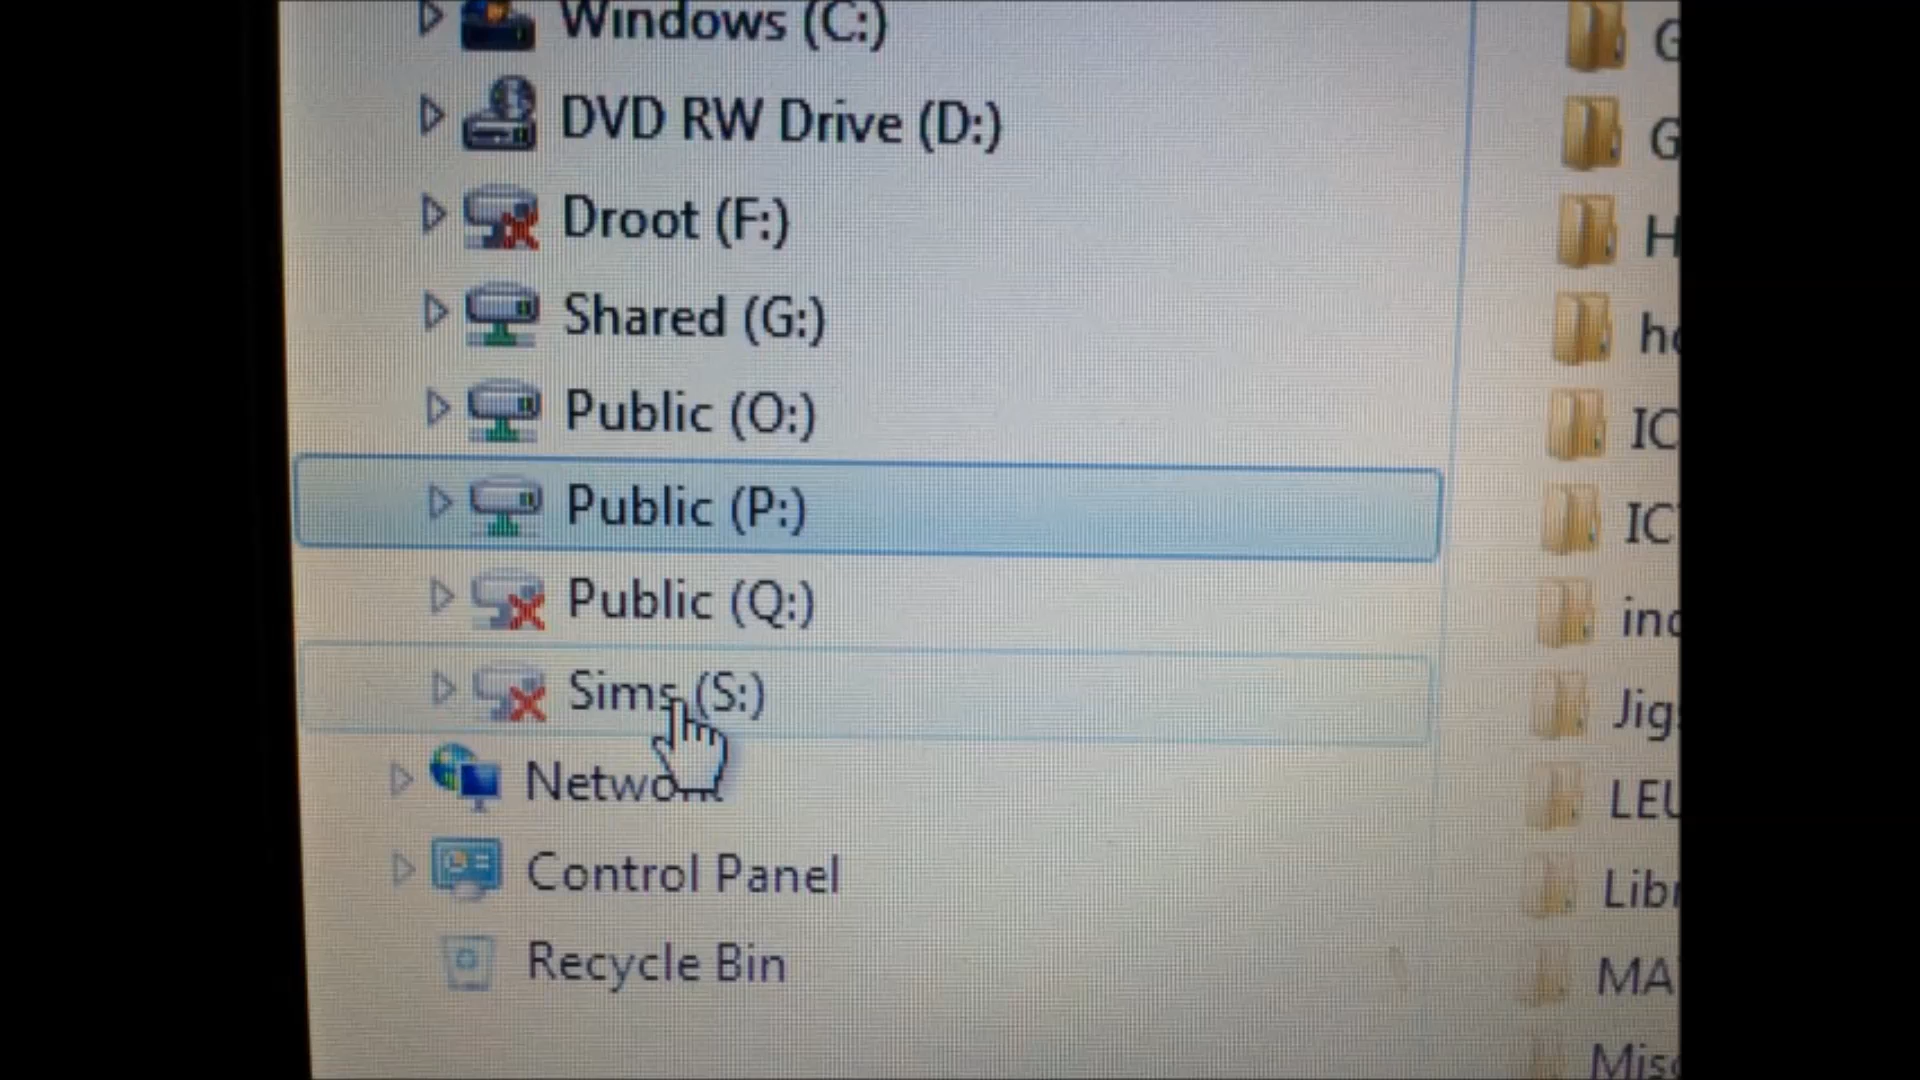 Windows (C:)
DVD RW Drive (D:)
Droot (F:)
Shared (G:)
Public (O:)
Public (P:)
Public (Q:)
Sims (S:)
Network
Control Panel
Recycle Bin
G
G
H
ho
IC
IC
inc
Jig
LEU
Libr
MA
Misc